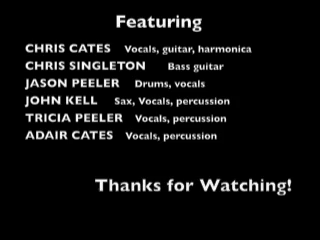 Featuring
CHRIS CATES Vocals, guitar, harmonica
CHRIS SINGLETON Bass guitar
JASON PEELER Drums, vocals
JOHN KELL Sax, Vocals, percussion
TRICIA PEELER Vocals, percussion
ADAIR CATES Vocals, percussion
Thanks for Watching!